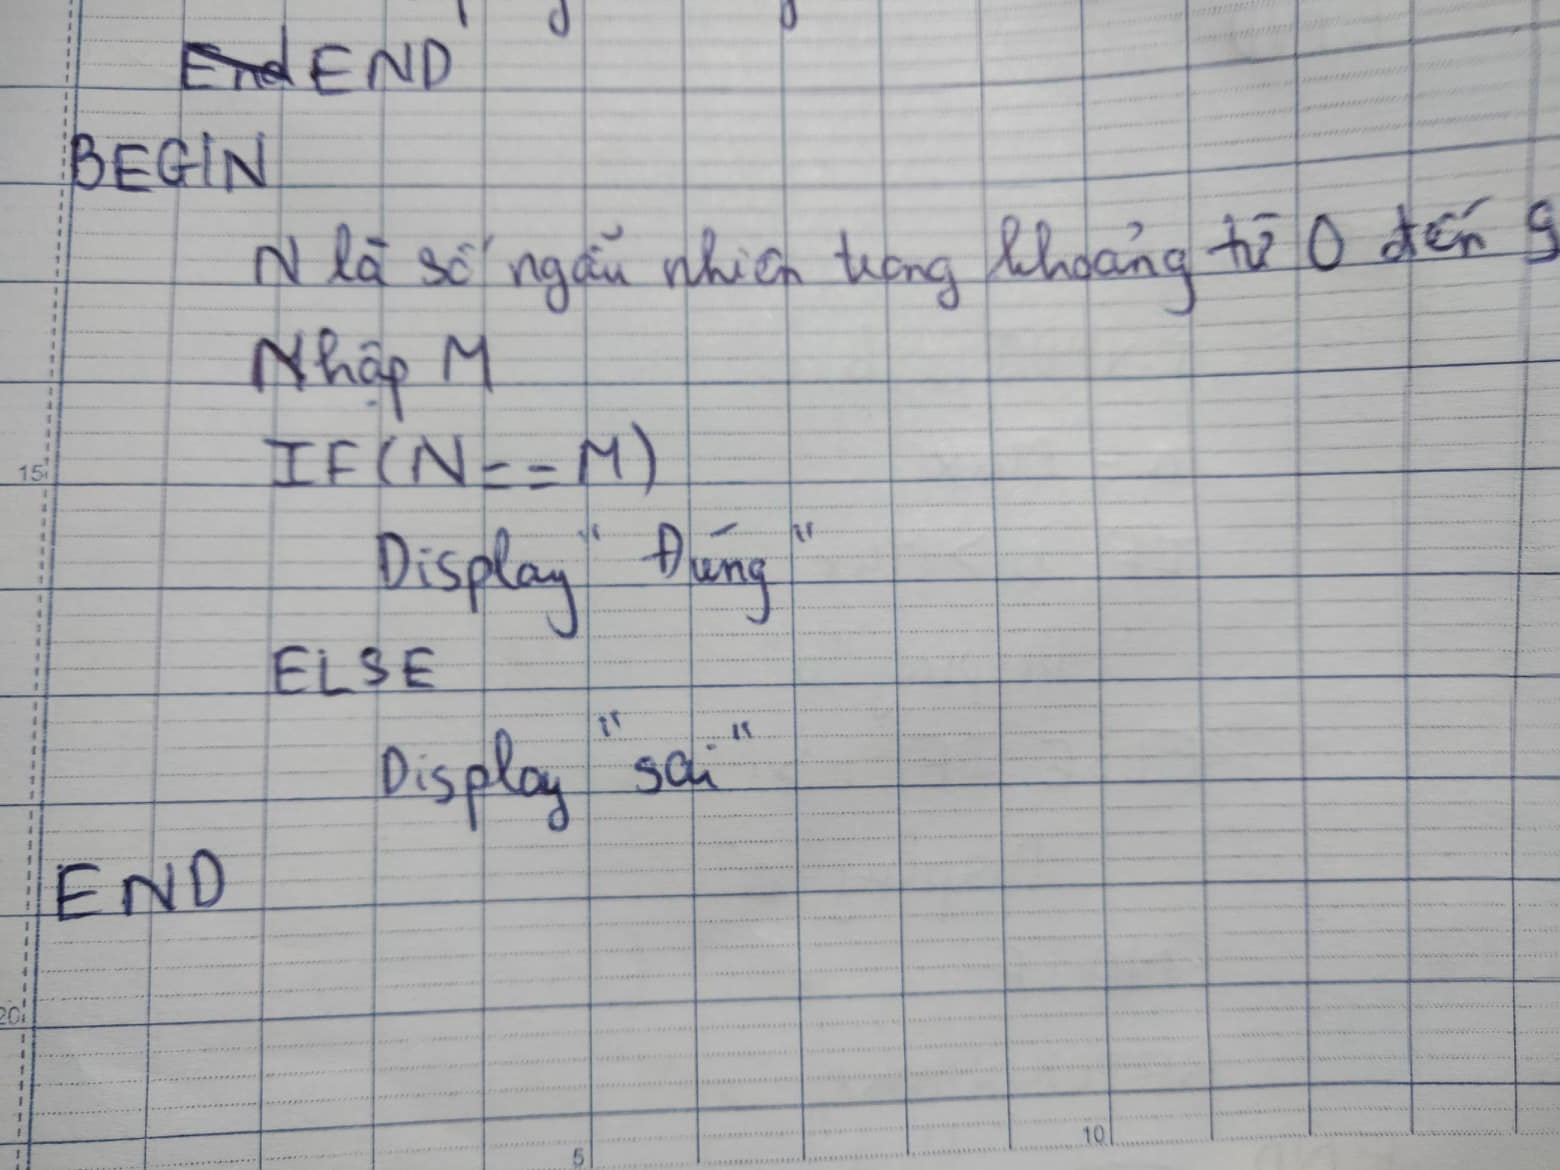 END
BEGIN
N là số ngẫu nhiên trong khoảng từ 0 đến 9
Nhập M
IF(N==M)
15
Display "Đúng"
ELSE
Display "sai"
END
20
5
10